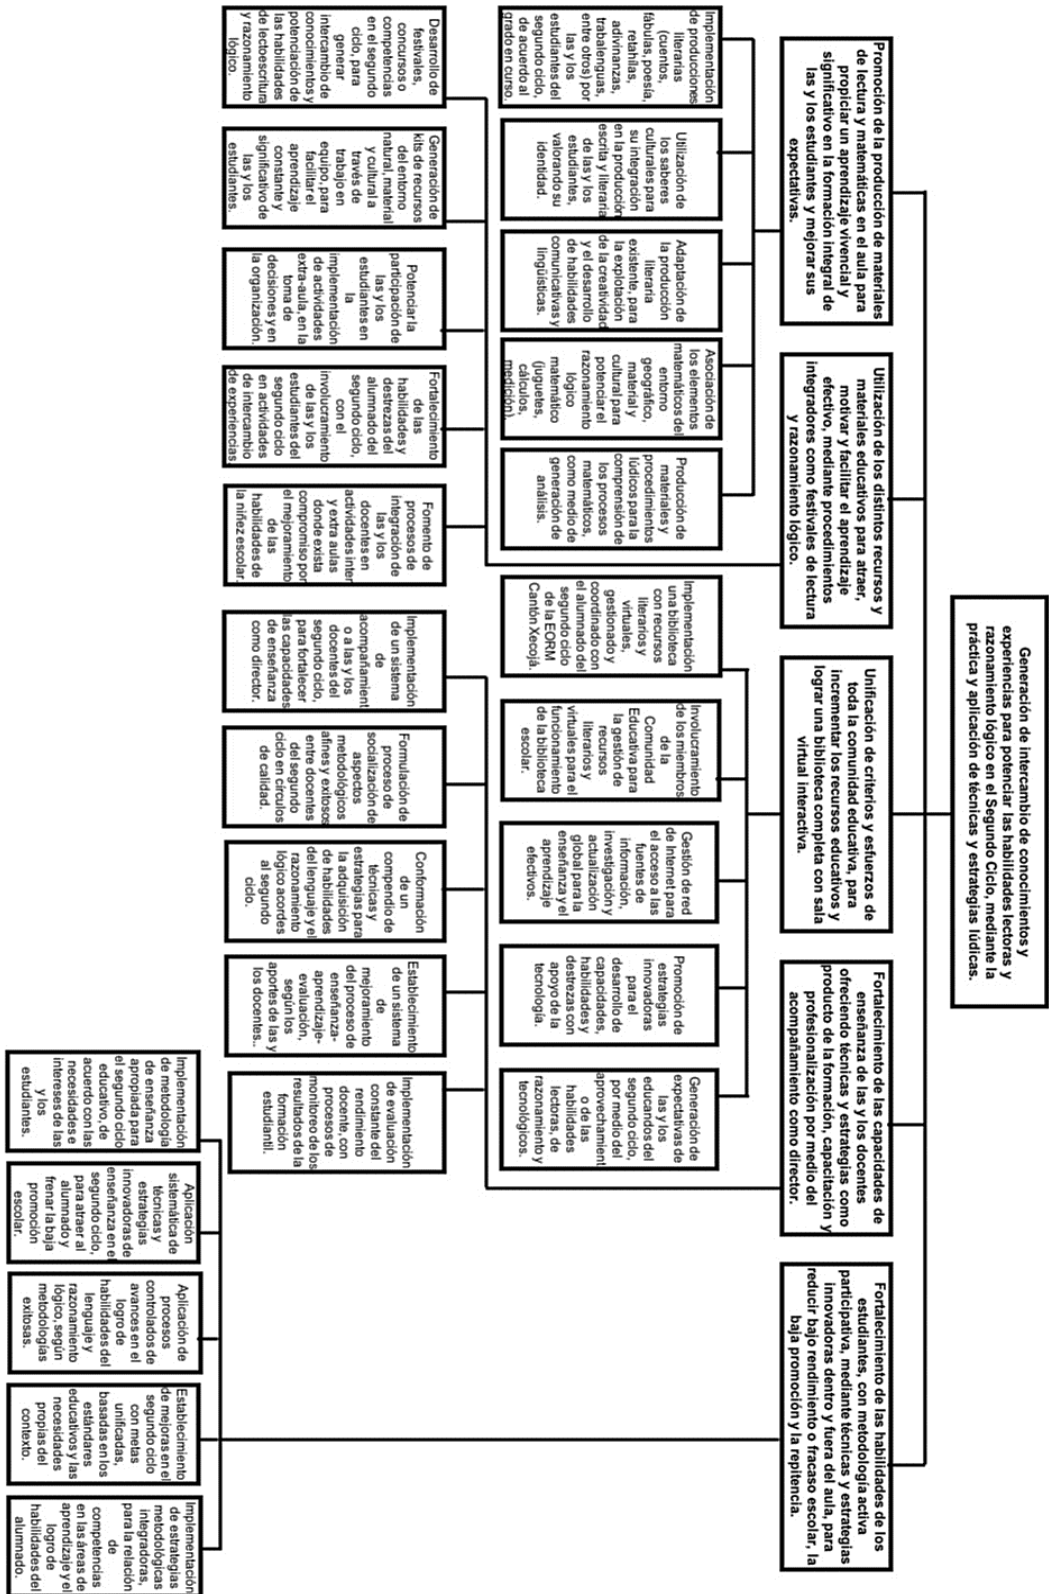 Generación de intercambio de conocimientos y
experiencias para potenciar las habilidades lectoras y
razonamiento lógico en el Segundo Ciclo, mediante la
práctica y aplicación de técnicas y estrategias lúdicas.
Promoción de la producción de materiales
de lectura y matemáticas en el aula para
propiciar un aprendizaje vivencial y
significativo en la formación integral de
las y los estudiantes y mejorar sus
expectativas.
Utilización de los distintos recursos y
materiales educativos para atraer,
motivar y facilitar el aprendizaje
efectivo, mediante procedimientos
integradores como festivales de lectura
y razonamiento lógico.
Unificación de criterios y esfuerzos de
toda la comunidad educativa, para
incrementar los recursos educativos y
lograr una biblioteca completa con sala
virtual interactiva.
Fortalecimiento de las capacidades de
enseñanza de las y los docentes
ofreciendo técnicas y estrategias como
producto de la formación, capacitación y
profesionalización por medio del
acompañamiento como director.
Fortalecimiento de las habilidades de los
estudiantes, con metodología activa
participativa, mediante técnicas y estrategias
innovadoras dentro y fuera del aula, para
reducir bajo rendimiento o fracaso escolar, la
baja promoción y la repitencia.
Implementación
de producciones
literarias
(cuentos,
fábulas, poesía,
retahílas,
adivinanzas,
trabalenguas,
entre otros) por
las y los
estudiantes del
segundo ciclo,
de acuerdo al
grado en curso.
Utilización de
los saberes
culturales para
su integración
en la producción
escrita y literaria
de las y los
estudiantes,
valorando su
identidad.
Adaptación de
la producción
literaria
existente, para
la explotación
de la creatividad
y el desarrollo
de habilidades
comunicativas y
lingüísticas.
Asociación de
los elementos
matemáticos del
entorno
geográfico,
material y
cultural para
potenciar el
razonamiento
lógico
matemático
(juguetes,
cálculos,
medición).
Producción de
materiales y
procedimientos
lúdicos para la
comprensión de
los procesos
matemáticos,
como medio de
generación de
análisis.
Implementación
una biblioteca
con recursos
literarios y
virtuales,
gestionado y
coordinado con
el alumnado del
segundo ciclo
de la EORM
Cantón Xecojá.
Involucramiento
de los miembros
de la
Comunidad
Educativa para
la gestión de
recursos
literarios y
virtuales para el
funcionamiento
de la biblioteca
escolar.
Gestión de red
de Internet para
el acceso a las
fuentes de
información,
investigación y
actualización
global para la
enseñanza y el
aprendizaje
efectivos.
Promoción de
estrategias
innovadoras
para el
desarrollo de
capacidades,
habilidades y
destrezas con
apoyo de la
tecnología.
Generación de
expectativas de
las y los
educandos del
segundo ciclo,
por medio del
aprovechamient
o de las
habilidades
lectoras, de
razonamiento y
tecnológicos.
Desarrollo de
festivales,
concursos o
competencias
en el segundo
ciclo, para
generar
intercambio de
conocimientos y
potenciación de
las habilidades
de lectoescritura
y razonamiento
lógico.
Generación de
kits de recursos
del entorno
natural, material
y cultural a
través de
trabajo en
equipo, para
facilitar el
aprendizaje
constante y
significativo de
las y los
estudiantes.
Potenciar la
participación de
las y los
estudiantes en
la
implementación
de actividades
extra-aula, en la
toma de
decisiones y en
la organización.
Fortalecimiento
de las
habilidades y
destrezas del
alumnado del
segundo ciclo,
con el
involucramiento
de las y los
estudiantes del
segundo ciclo
en actividades
de intercambio
de experiencias.
Fomento de
procesos de
integración de
las y los
docentes en
actividades inter
y extra aulas
donde exista
compromiso por
el mejoramiento
de las
habilidades de
la niñez escolar.
Implementación
de un sistema
de
acompañamient
o a las y los
docentes del
segundo ciclo,
para fortalecer
las capacidades
de enseñanza
como director.
Formulación de
proceso de
socialización de
aspectos
metodológicos
afines y exitosos
entre docentes
del segundo
ciclo en círculos
de calidad.
Conformación
de un
compendio de
técnicas y
estrategias para
la adquisición
de habilidades
del lenguaje y el
razonamiento
lógico acordes
al segundo
ciclo.
Establecimiento
de un sistema
de
mejoramiento
del proceso de
enseñanza-
aprendizaje-
evaluación,
según los
aportes de las y
los docentes..
Implementación
de evaluación
constante del
rendimiento
docente, con
procesos de
monitoreo de los
resultados de la
formación
estudiantil.
Implementación
de metodología
de enseñanza
apropiada para
el segundo ciclo
educativo, de
acuerdo con las
necesidades e
intereses de las
y los
estudiantes.
Aplicación
sistemática de
técnicas y
estrategias
innovadoras de
enseñanza en el
segundo ciclo,
para atraer al
alumnado y
frenar la baja
promoción
escolar.
Aplicación de
procesos
controlados de
avances en el
logro de
habilidades del
lenguaje y
razonamiento
lógico, según
metodologías
exitosas.
Establecimiento
de mejoras en el
segundo ciclo
con metas
unificadas,
basadas en los
estándares
educativos y las
necesidades
propias del
contexto.
Implementación
de estrategias
metodológicas
integradoras,
para la relación
de
competencias
en las áreas de
aprendizaje y el
logro de
habilidades del
alumnado.